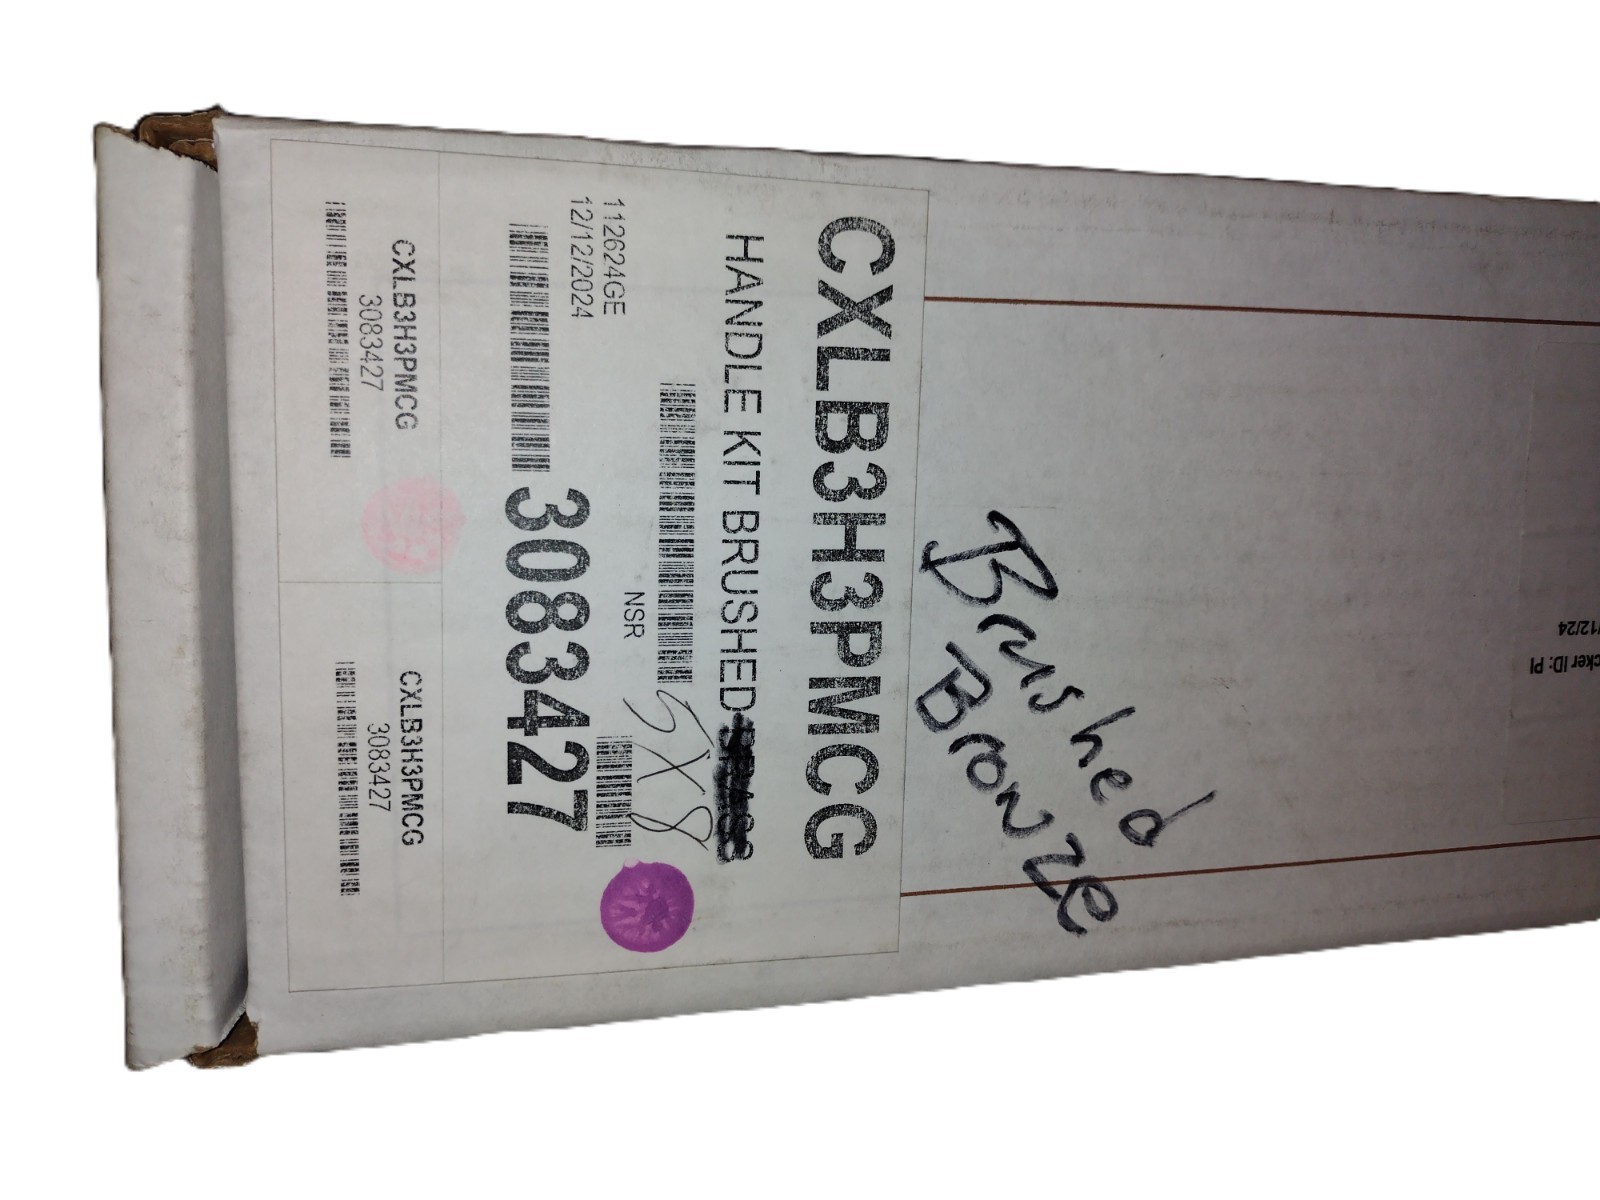 CXLB3H3PMCG
HANDLE KIT BRUSHED BRASS
5X8
NSR
112624GE
12/12/2024
3083427
CXLB3H3PMCG
3083427
CXLB3H3PMCG
3083427
Brushed
BRONZE
/12/24
cker ID: PI